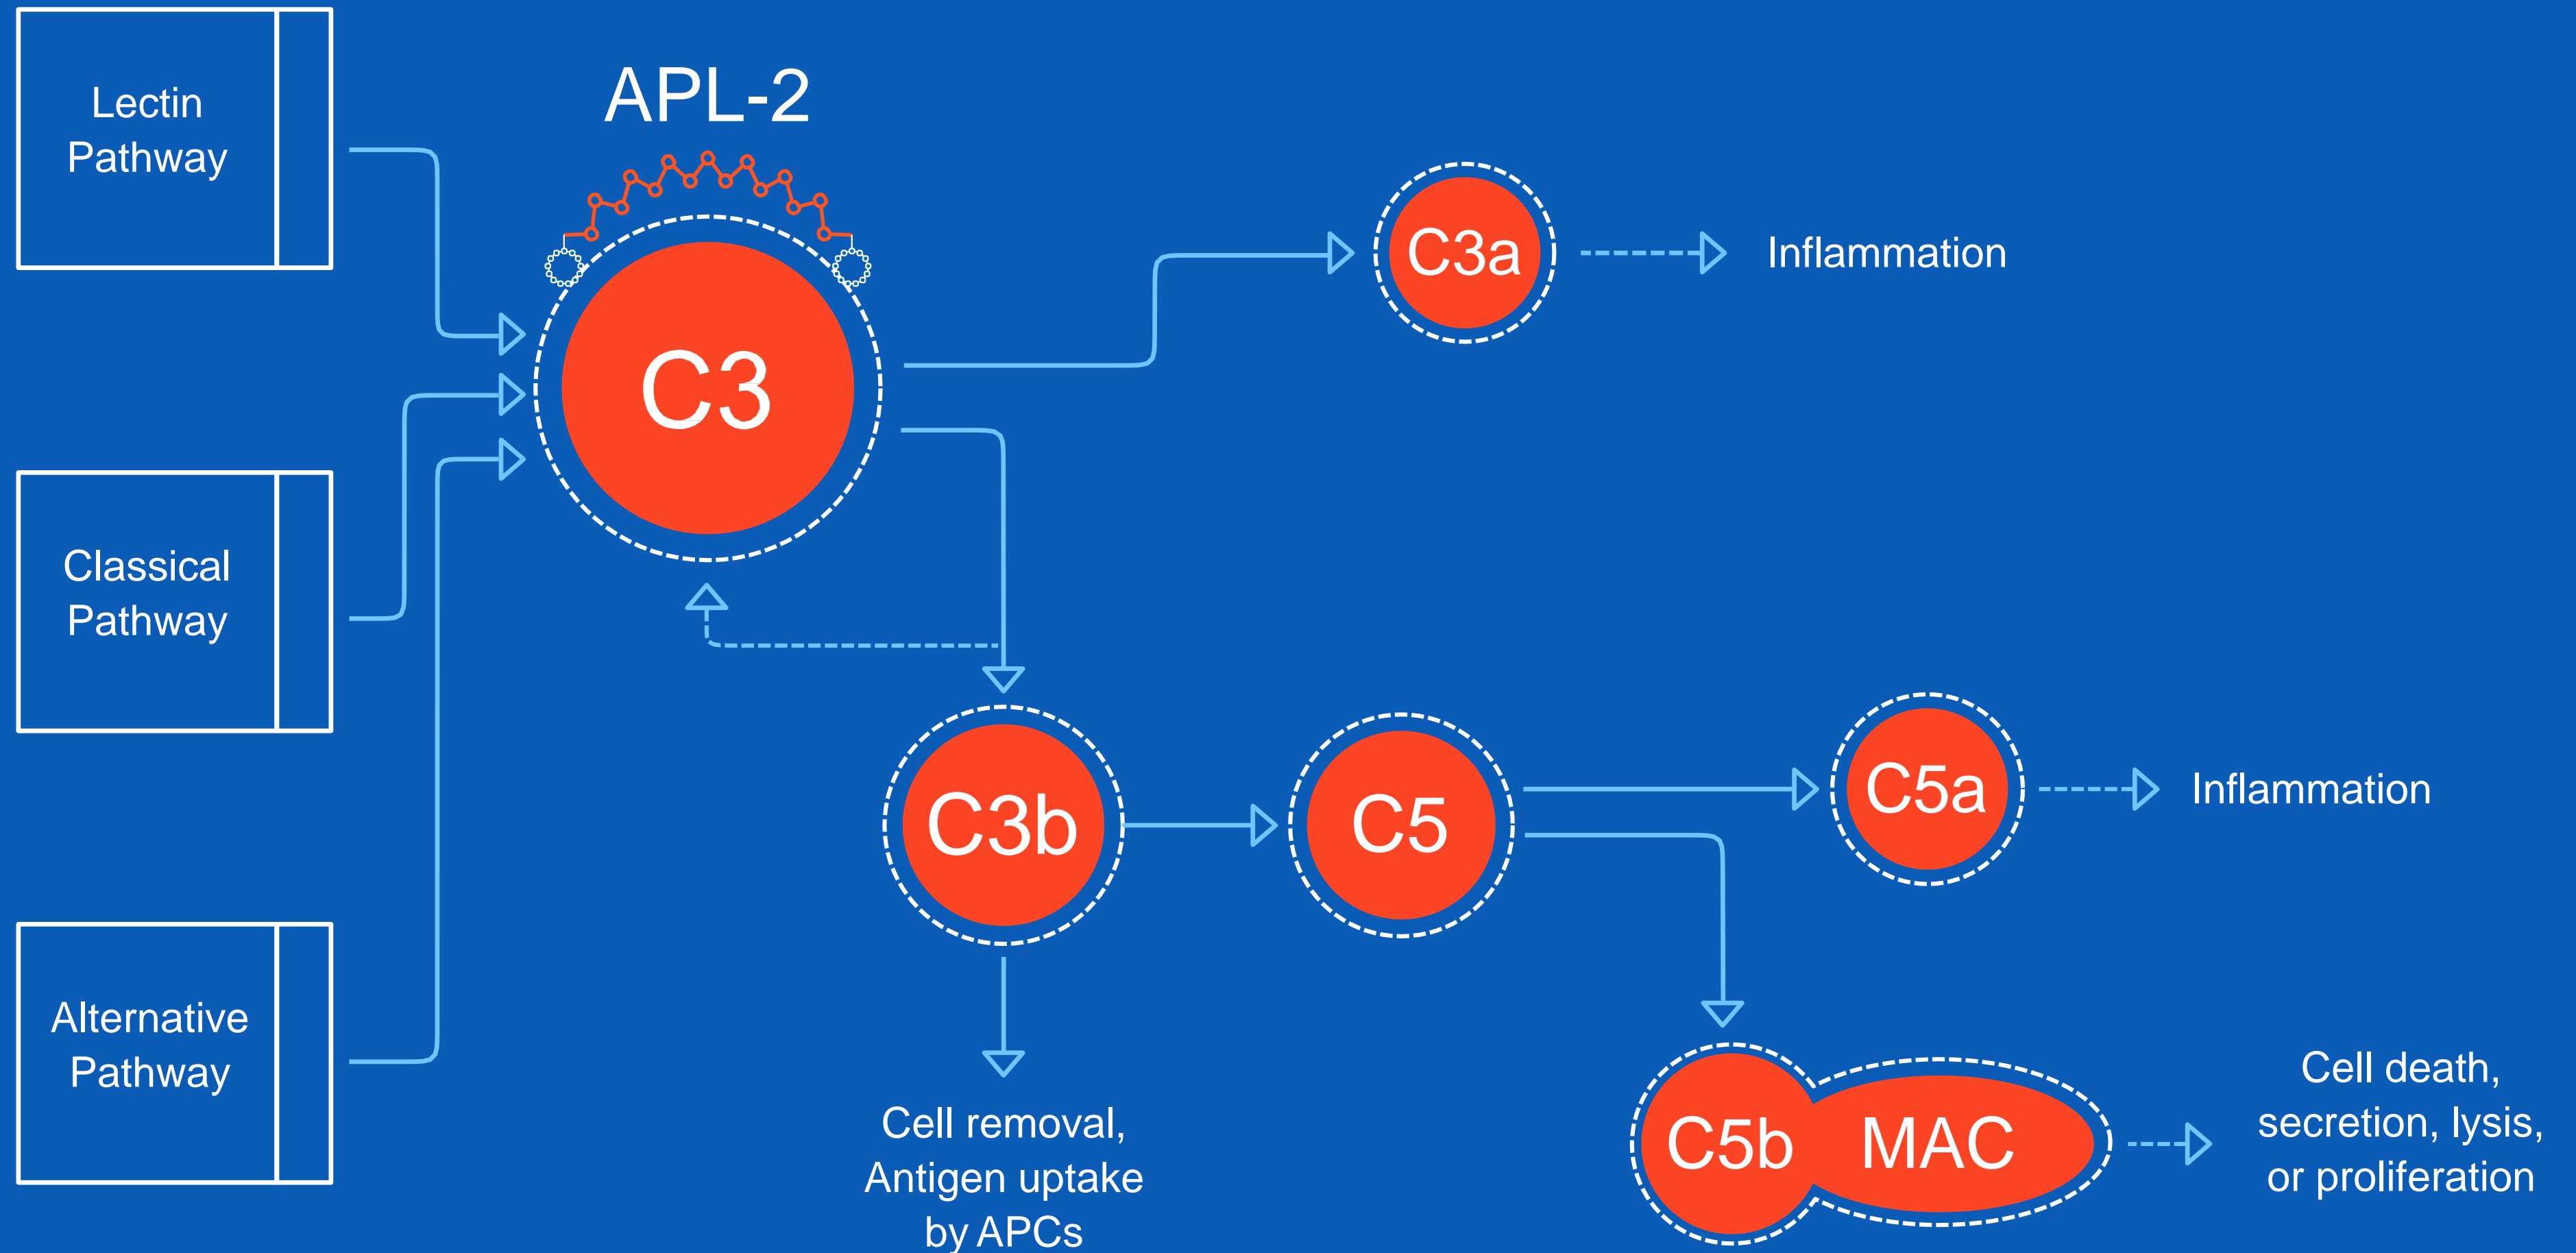 Lectin
Pathway
APL-2
C3
C3a
Inflammation
Classical
Pathway
C3b
C5
C5a
Inflammation
Alternative
Pathway
Cell removal,
Antigen uptake
by APCs
C5b
MAC
Cell death,
secretion, lysis,
or proliferation